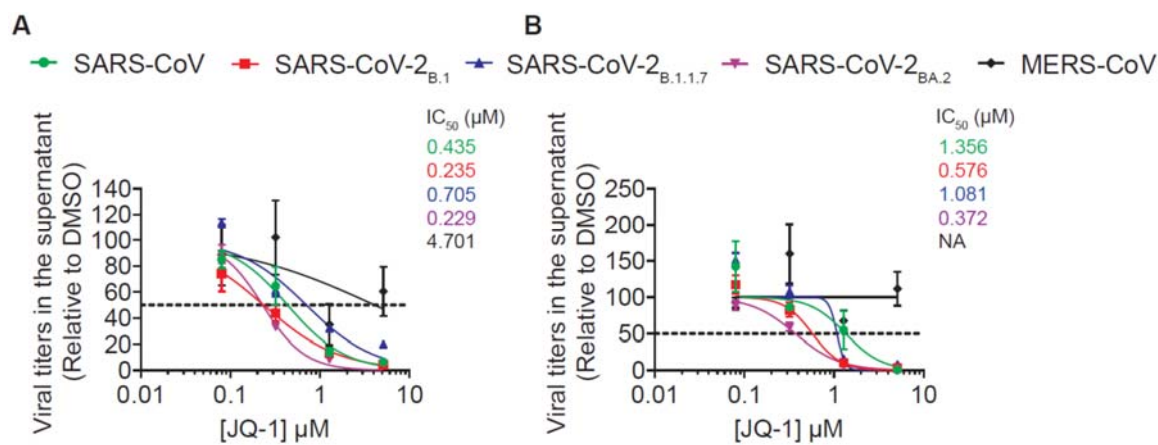 A
B
SARS-CoV SARS-CoV-2B.1 SARS-CoV-2B.1.1.7 SARS-CoV-2BA.2 MERS-CoV
Viral titers in the supernatant
(Relative to DMSO)
140
120
100
80
60
40
20
0
0.01 0.1 1 10
[JQ-1] µM
IC50 (µM)
0.435
0.235
0.705
0.229
4.701
Viral titers in the supernatant
(Relative to DMSO)
250
200
150
100
50
0
0.01 0.1 1 10
[JQ-1] µM
IC50 (µM)
1.356
0.576
1.081
0.372
NA